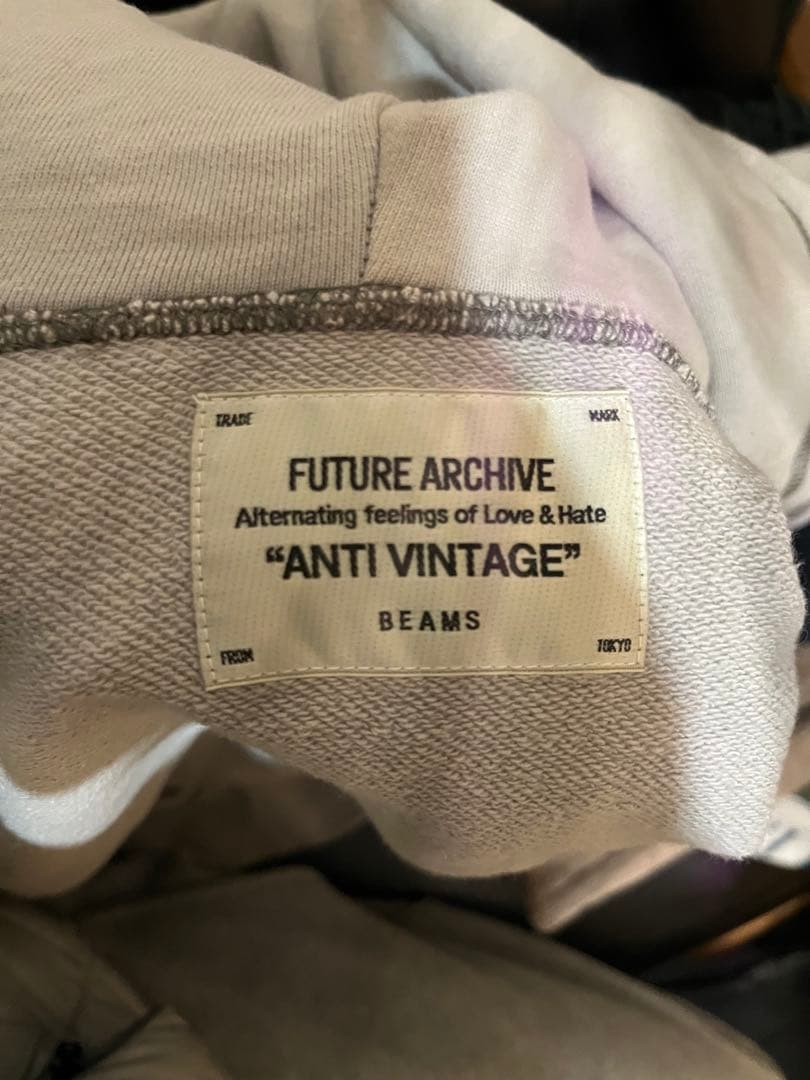 TRADE MARK
FUTURE ARCHIVE
Alternating feelings of Love & Hate
“ANTI VINTAGE”
BEAMS
FROM TOKYO